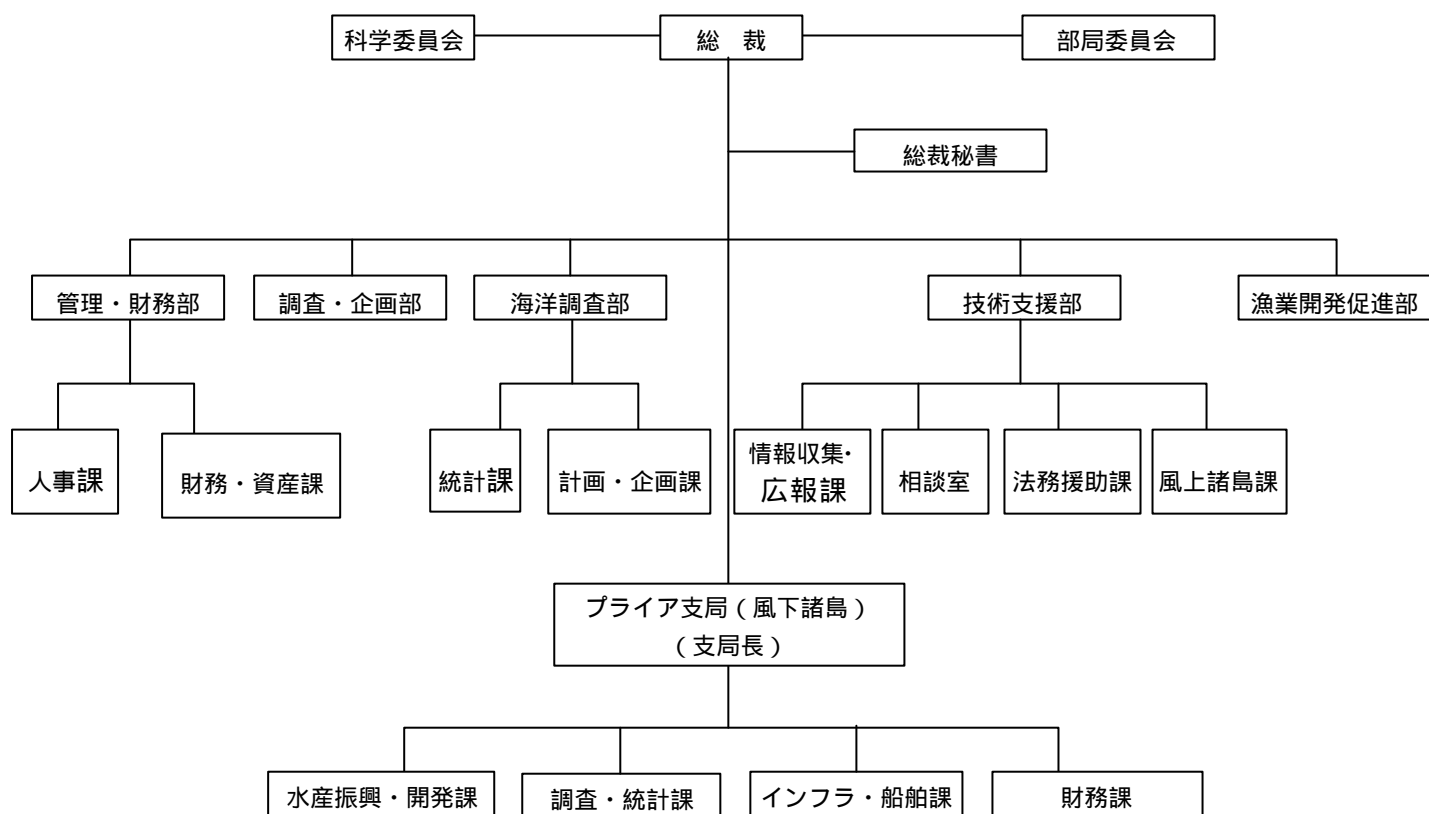 科学委員会
総 裁
部局委員会
総裁秘書
管理・財務部
調査・企画部
海洋調査部
技術支援部
漁業開発促進部
人事課
財務・資産課
統計課
計画・企画課
情報収集・
広報課
相談室
法務援助課
風上諸島課
プライア支局(風下諸島)
(支局長)
水産振興・開発課
調査・統計課
インフラ・船舶課
財務課